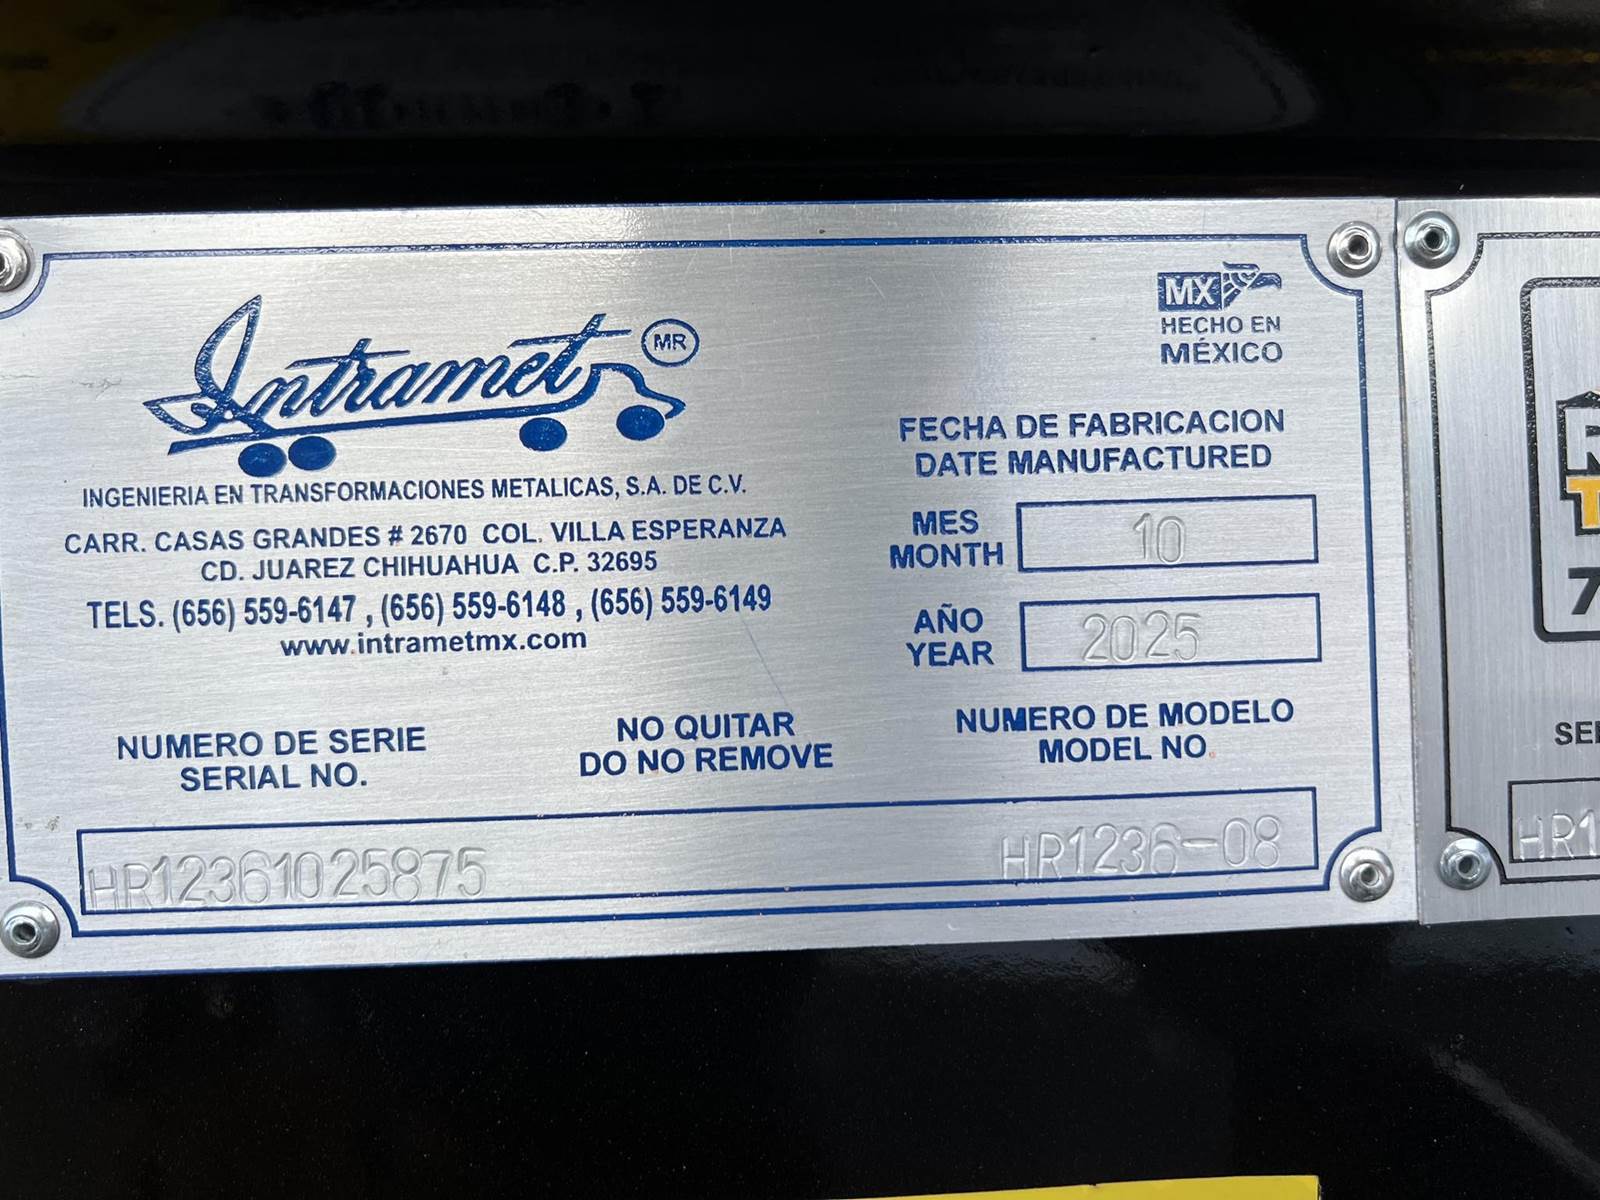 Intramet MR
INGENIERIA EN TRANSFORMACIONES METALICAS, S.A. DE C.V.
CARR. CASAS GRANDES # 2670 COL. VILLA ESPERANZA
CD. JUAREZ CHIHUAHUA C.P. 32695
TELS. (656) 559-6147 , (656) 559-6148 , (656) 559-6149
www.intrametmx.com
MX
HECHO EN
MÉXICO
FECHA DE FABRICACION
DATE MANUFACTURED
MES
MONTH
10
AÑO
YEAR
2025
NUMERO DE SERIE
SERIAL NO.
NO QUITAR
DO NO REMOVE
NUMERO DE MODELO
MODEL NO.
HR12361025875
HR1236-08
HR1